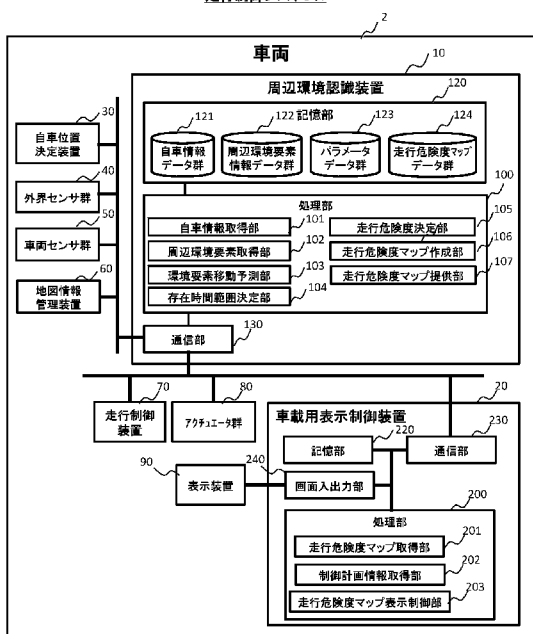 2
車両
10
周辺環境認識装置
120
121
122
記憶部
123
124
自車情報
データ群
周辺環境要素
情報データ群
パラメータ
データ群
走行危険度マップ
データ群
100
処理部
自車情報取得部
101
周辺環境要素取得部
102
環境要素移動予測部
103
存在時間範囲決定部
104
走行危険度決定部
105
走行危険度マップ作成部
106
走行危険度マップ提供部
107
30
自車位置
決定装置
40
外界センサ群
50
車両センサ群
60
地図情報
管理装置
通信部
130
70
走行制御
装置
80
アクチュエータ群
20
車載用表示制御装置
220
記憶部
230
通信部
240
画面入出力部
90
表示装置
200
処理部
201
走行危険度マップ取得部
202
制御計画情報取得部
203
走行危険度マップ表示制御部